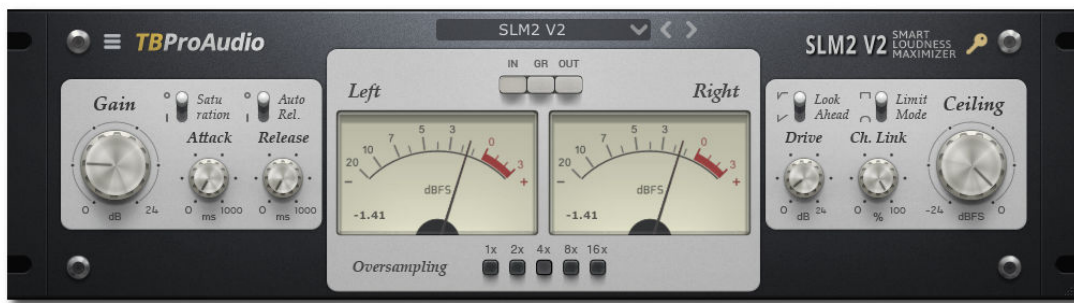 TBProAudio
SLM2 V2
SLM2 V2
SMART
LOUDNESS
MAXIMIZER
Gain
0 dB 24
Satu
ration
Auto
Rel.
Attack
0 ms 1000
Release
0 ms 1000
IN GR OUT
Left
Right
20 10 7 5 3 0 3
- +
dBFS
-1.41
20 10 7 5 3 0 3
- +
dBFS
-1.41
Oversampling
1x 2x 4x 8x 16x
Look
Ahead
Limit
Mode
Ceiling
-24 dBFS 0
Drive
0 dB 24
Ch. Link
0 % 100